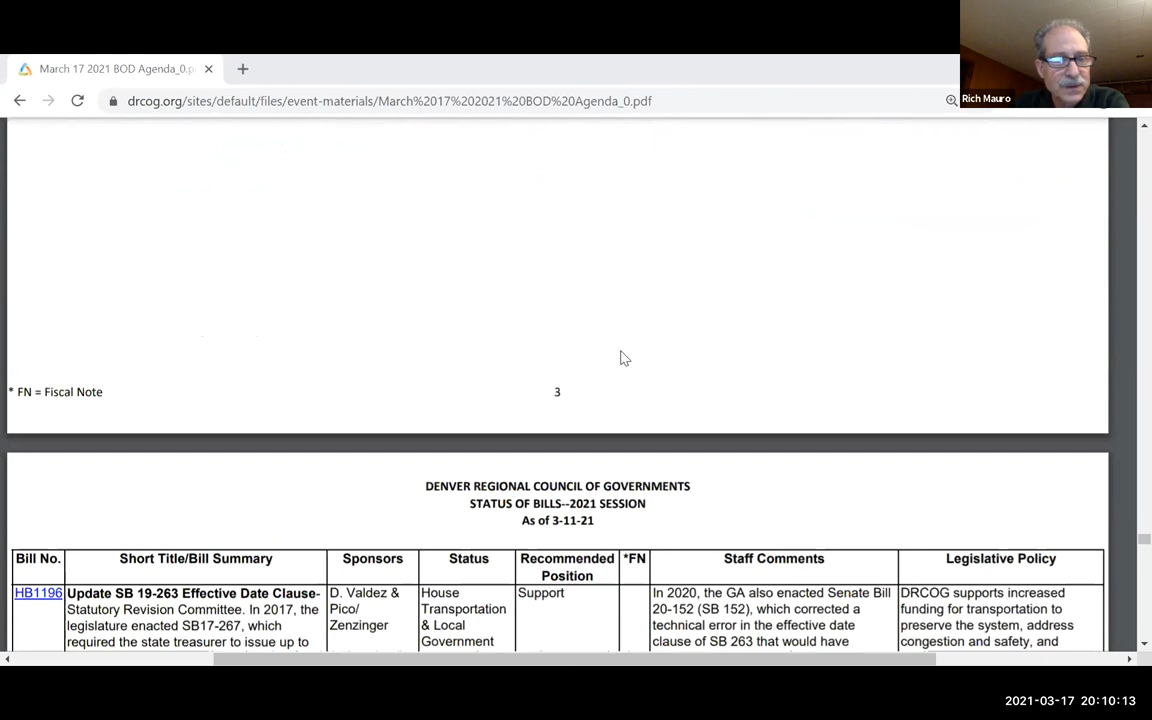 March 17 2021 BOD Agenda_0.p
drcog.org/sites/default/files/event-materials/March%2017%202021%20BOD%20Agenda_0.pdf
Rich Mauro
* FN = Fiscal Note
3
DENVER REGIONAL COUNCIL OF GOVERNMENTS
STATUS OF BILLS--2021 SESSION
As of 3-11-21
Bill No.
Short Title/Bill Summary
Sponsors
Status
Recommended
Position
*FN
Staff Comments
Legislative Policy
HB1196
Update SB 19-263 Effective Date Clause-
Statutory Revision Committee. In 2017, the
legislature enacted SB17-267, which
required the state treasurer to issue up to
D. Valdez &
Pico/
Zenzinger
House
Transportation
& Local
Government
Support
In 2020, the GA also enacted Senate Bill
20-152 (SB 152), which corrected a
technical error in the effective date
clause of SB 263 that would have
DRCOG supports increased
funding for transportation to
preserve the system, address
congestion and safety, and
2021-03-17 20:10:13